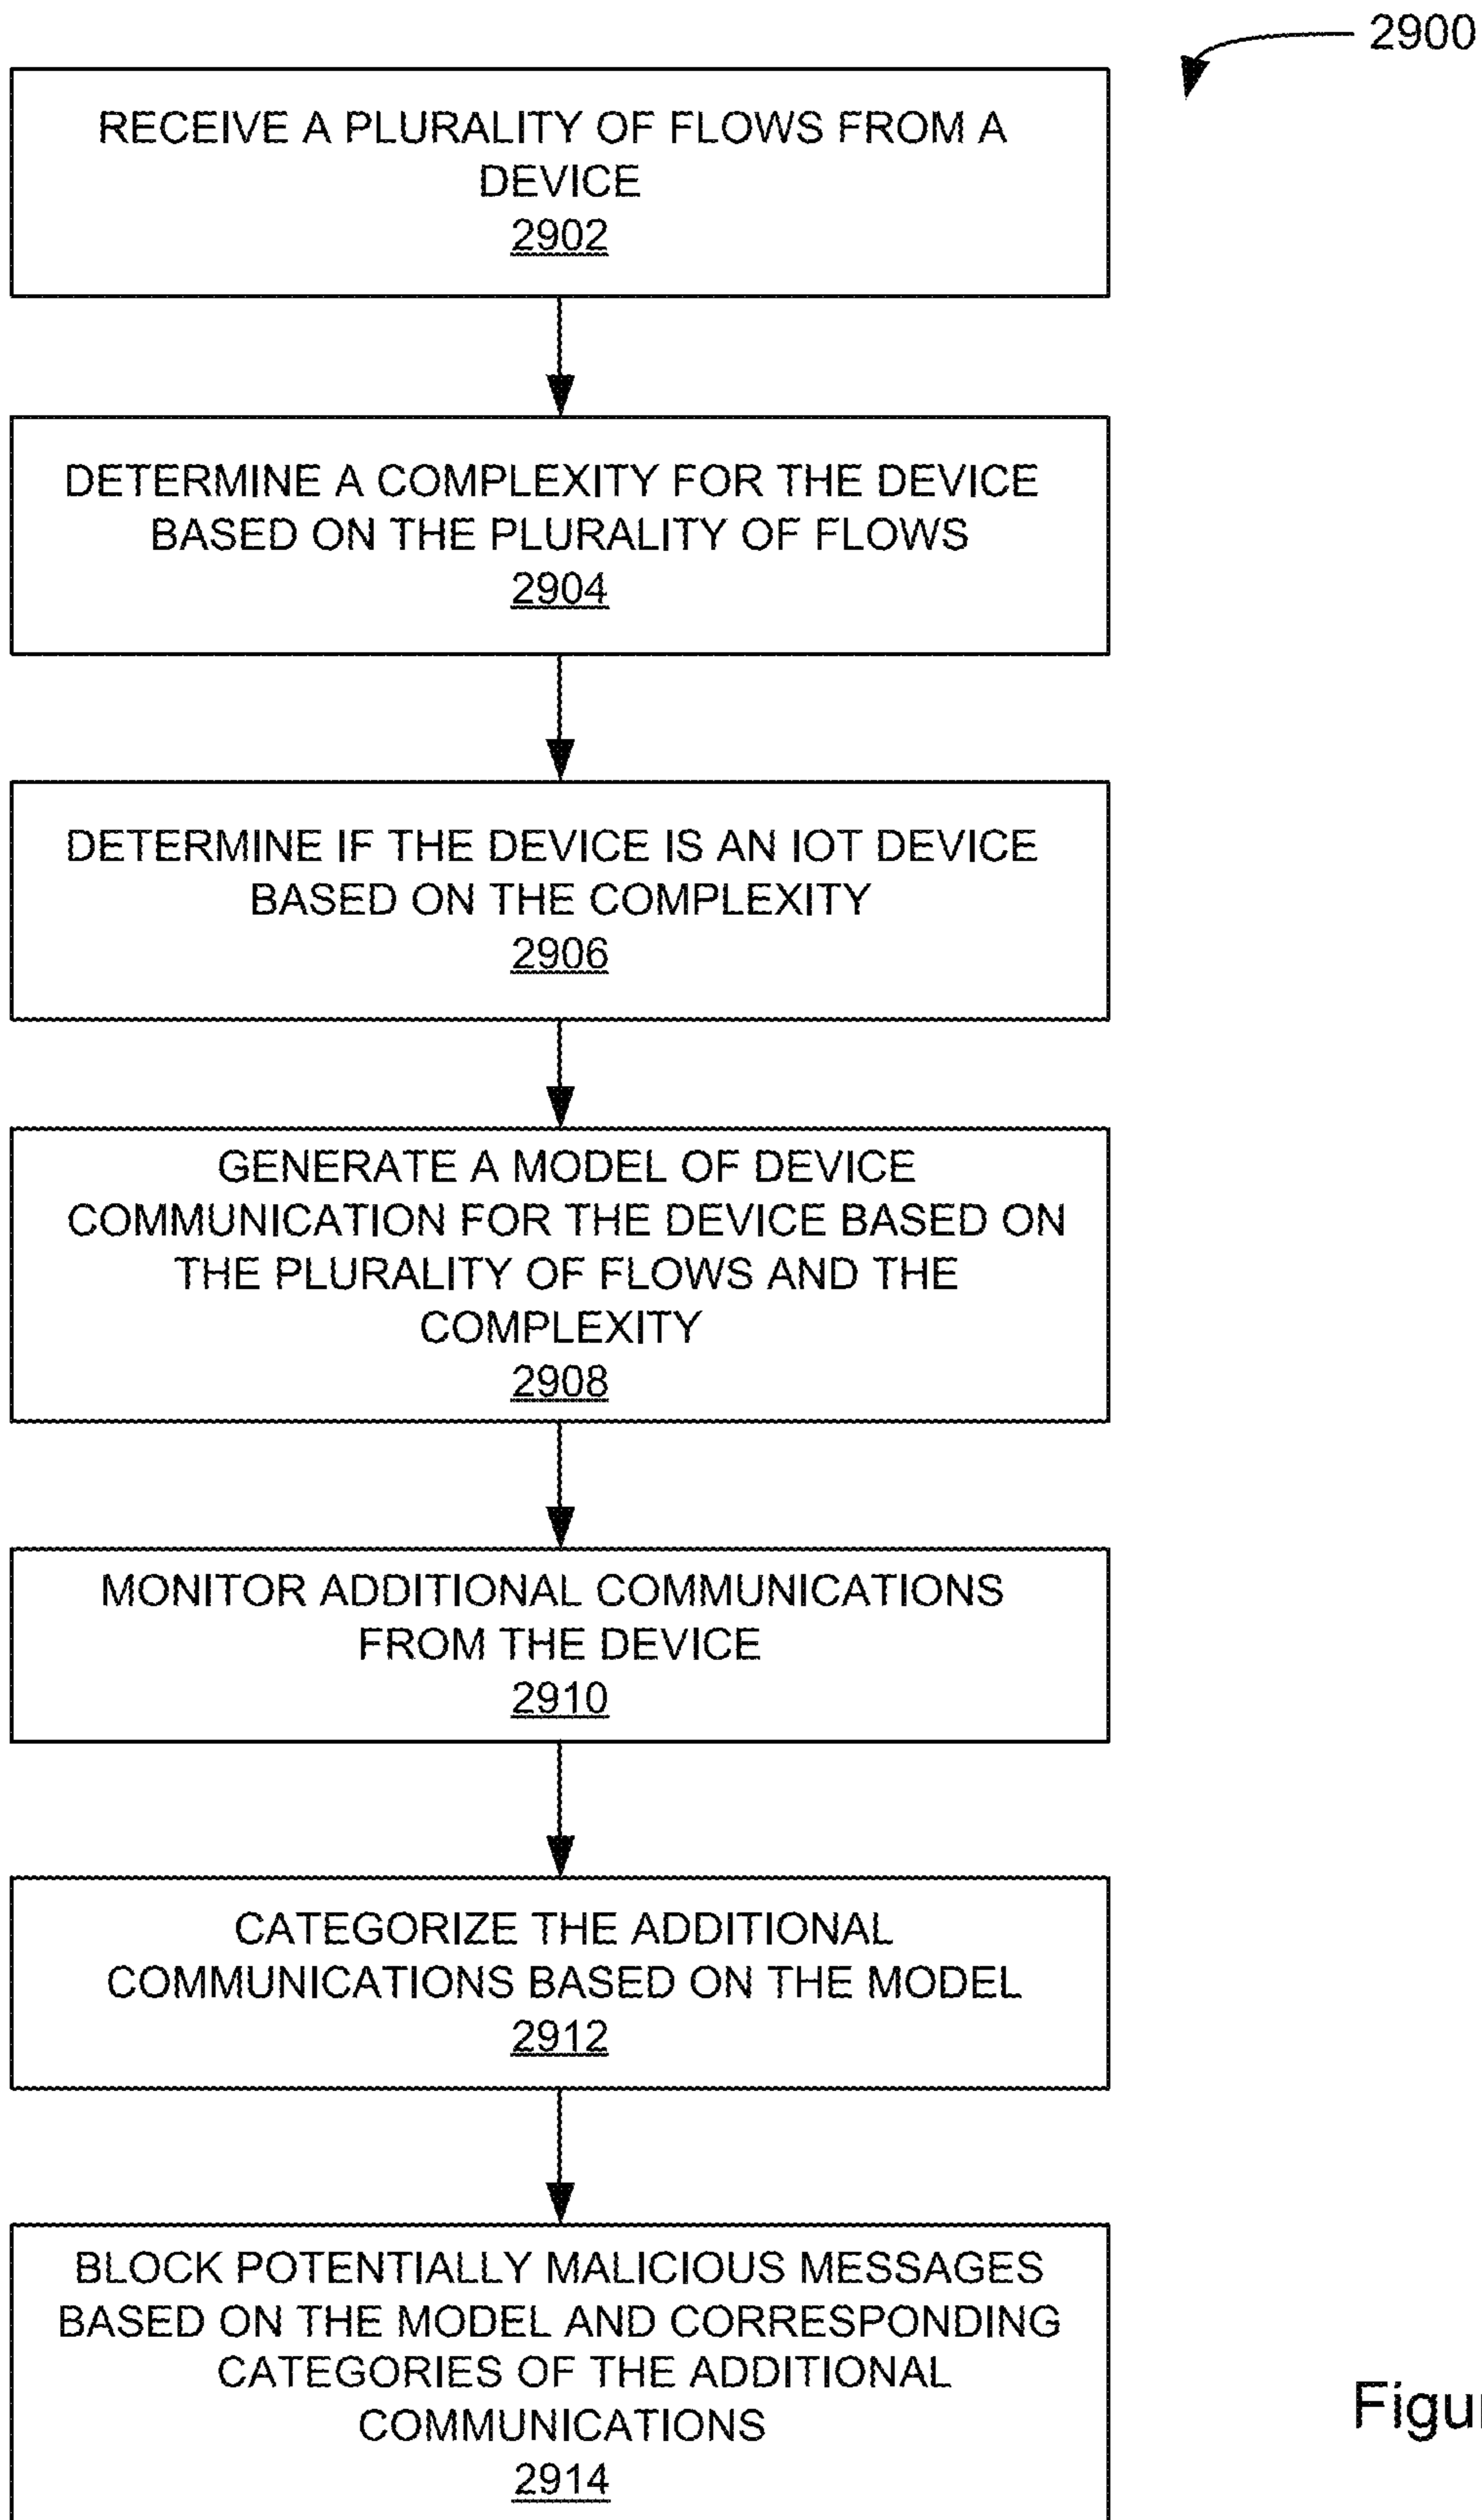 2900
RECEIVE A PLURALITY OF FLOWS FROM A
DEVICE
2902
DETERMINE A COMPLEXITY FOR THE DEVICE
BASED ON THE PLURALITY OF FLOWS
2904
DETERMINE IF THE DEVICE IS AN IOT DEVICE
BASED ON THE COMPLEXITY
2906
GENERATE A MODEL OF DEVICE
COMMUNICATION FOR THE DEVICE BASED ON
THE PLURALITY OF FLOWS AND THE
COMPLEXITY
2908
MONITOR ADDITIONAL COMMUNICATIONS
FROM THE DEVICE
2910
CATEGORIZE THE ADDITIONAL
COMMUNICATIONS BASED ON THE MODEL
2912
BLOCK POTENTIALLY MALICIOUS MESSAGES
BASED ON THE MODEL AND CORRESPONDING
CATEGORIES OF THE ADDITIONAL
COMMUNICATIONS
2914